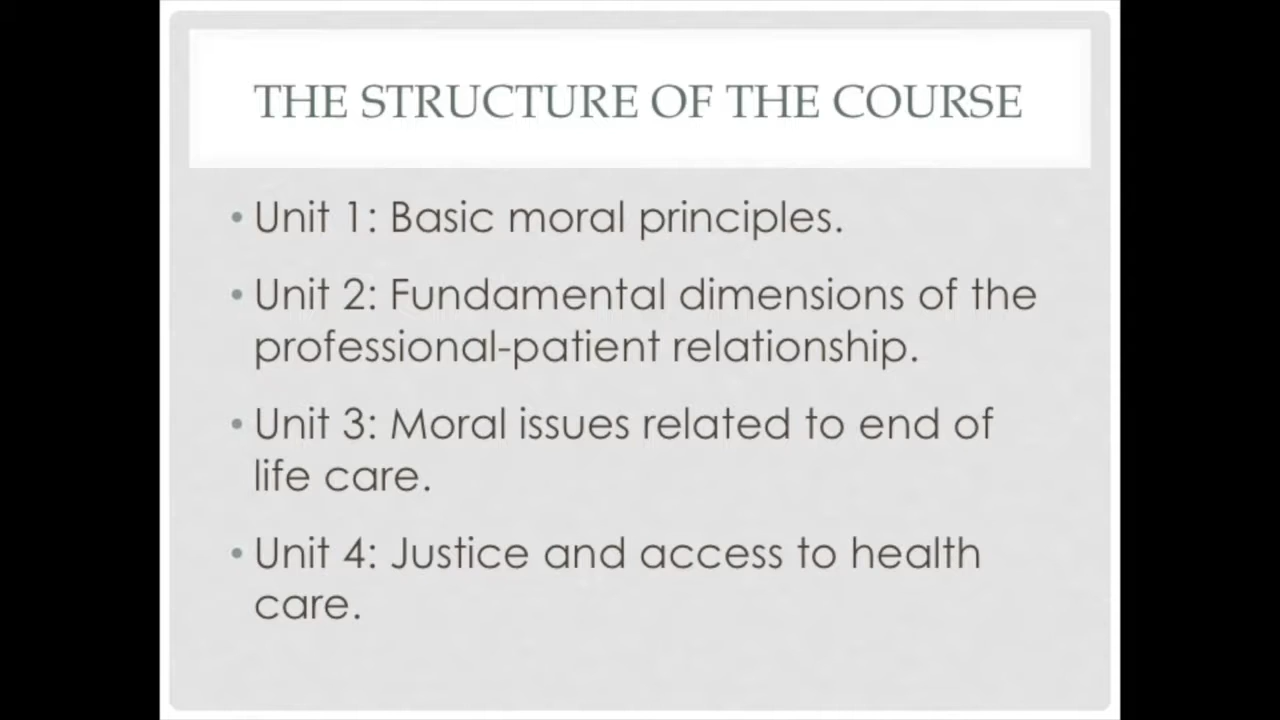 THE STRUCTURE OF THE COURSE
• Unit 1: Basic moral principles.
• Unit 2: Fundamental dimensions of the
professional-patient relationship.
• Unit 3: Moral issues related to end of
life care.
• Unit 4: Justice and access to health
care.